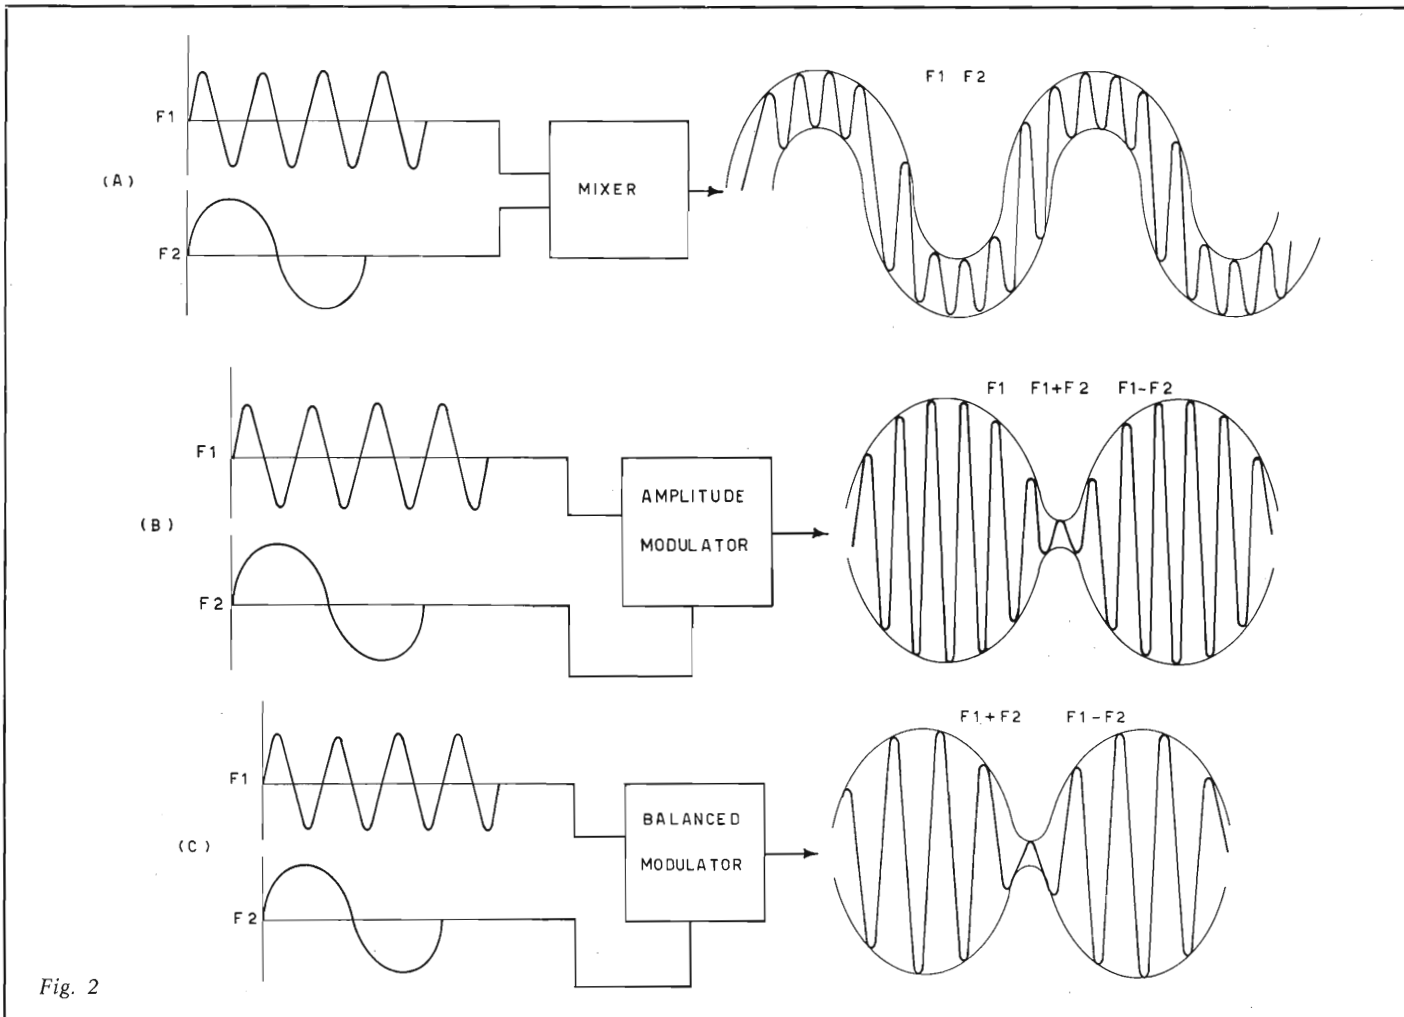 F1 F2
F1
(A)
MIXER
F2
F1 F1+F2 F1-F2
F1
AMPLITUDE
MODULATOR
(B)
F2
F1+F2 F1-F2
F1
BALANCED
MODULATOR
(C)
F2
Fig. 2